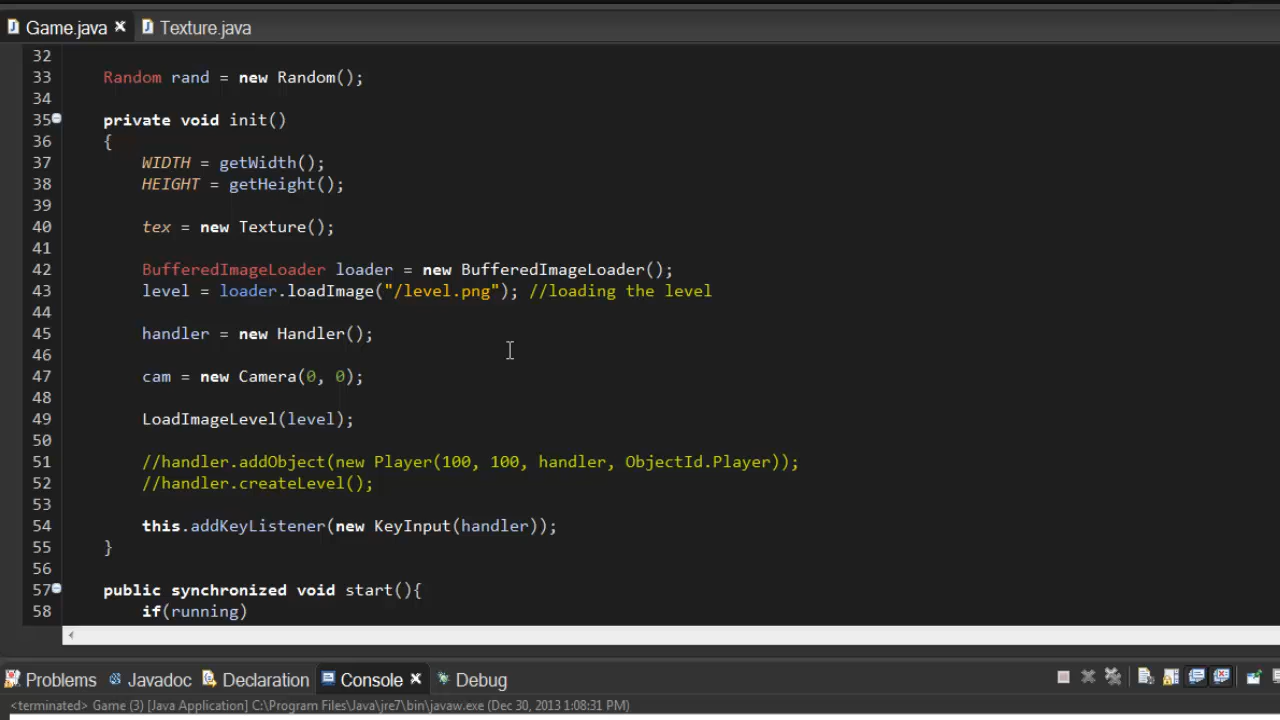 Game.java Texture.java
32
33 Random rand = new Random();
34
35 private void init()
36 {
37 WIDTH = getWidth();
38 HEIGHT = getHeight();
39
40 tex = new Texture();
41
42 BufferedImageLoader loader = new BufferedImageLoader();
43 level = loader.loadImage("/level.png"); //loading the level
44
45 handler = new Handler();
46
47 cam = new Camera(0, 0);
48
49 LoadImageLevel(level);
50
51 //handler.addObject(new Player(100, 100, handler, ObjectId.Player));
52 //handler.createLevel();
53
54 this.addKeyListener(new KeyInput(handler));
55 }
56
57 public synchronized void start(){
58 if(running)
Problems Javadoc Declaration Console Debug
<terminated> Game (3) [Java Application] C:\Program Files\Java\jre7\bin\javaw.exe (Dec 30, 2013 1:08:31 PM)